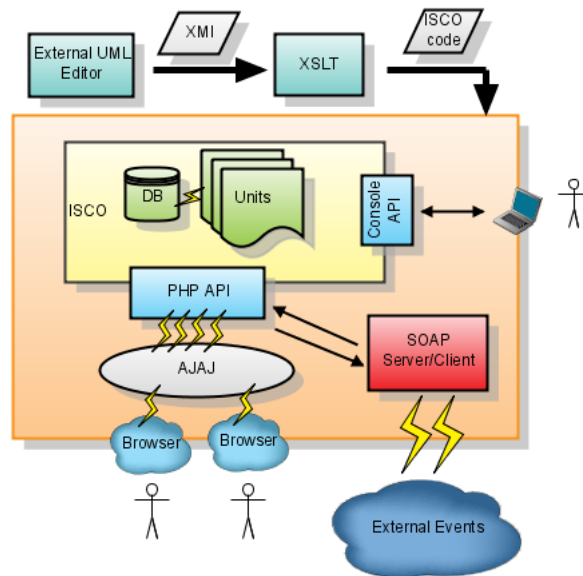 XMI
ISCO
code
External UML
Editor
XSLT
DB
Units
ISCO
Console
API
PHP API
SOAP
Server/Client
AJAJ
Browser
Browser
External Events